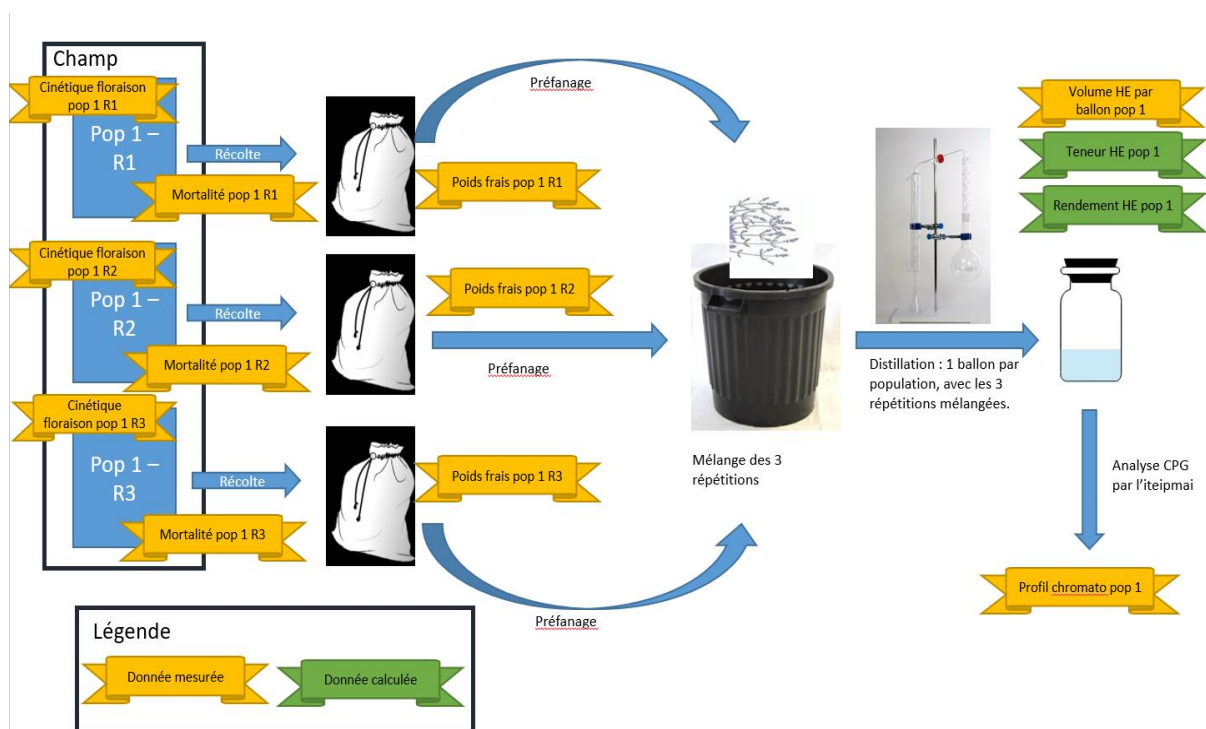 Champ
Cinétique floraison
pop 1 R1
Pop 1 –
R1
Récolte
Mortalité pop 1 R1
Préfanage
Poids frais pop 1 R1
Cinétique floraison
pop 1 R2
Pop 1 –
R2
Récolte
Mortalité pop 1 R2
Poids frais pop 1 R2
Préfanage
Cinétique
floraison pop 1 R3
Pop 1 –
R3
Récolte
Mortalité pop 1 R3
Poids frais pop 1 R3
Préfanage
Mélange des 3
répétitions
Distillation : 1 ballon par
population, avec les 3
répétitions mélangées.
Volume HE par
ballon pop 1
Teneur HE pop 1
Rendement HE pop 1
Analyse CPG
par l’iteipmai
Profil chromato pop 1
Légende
Donnée mesurée
Donnée calculée